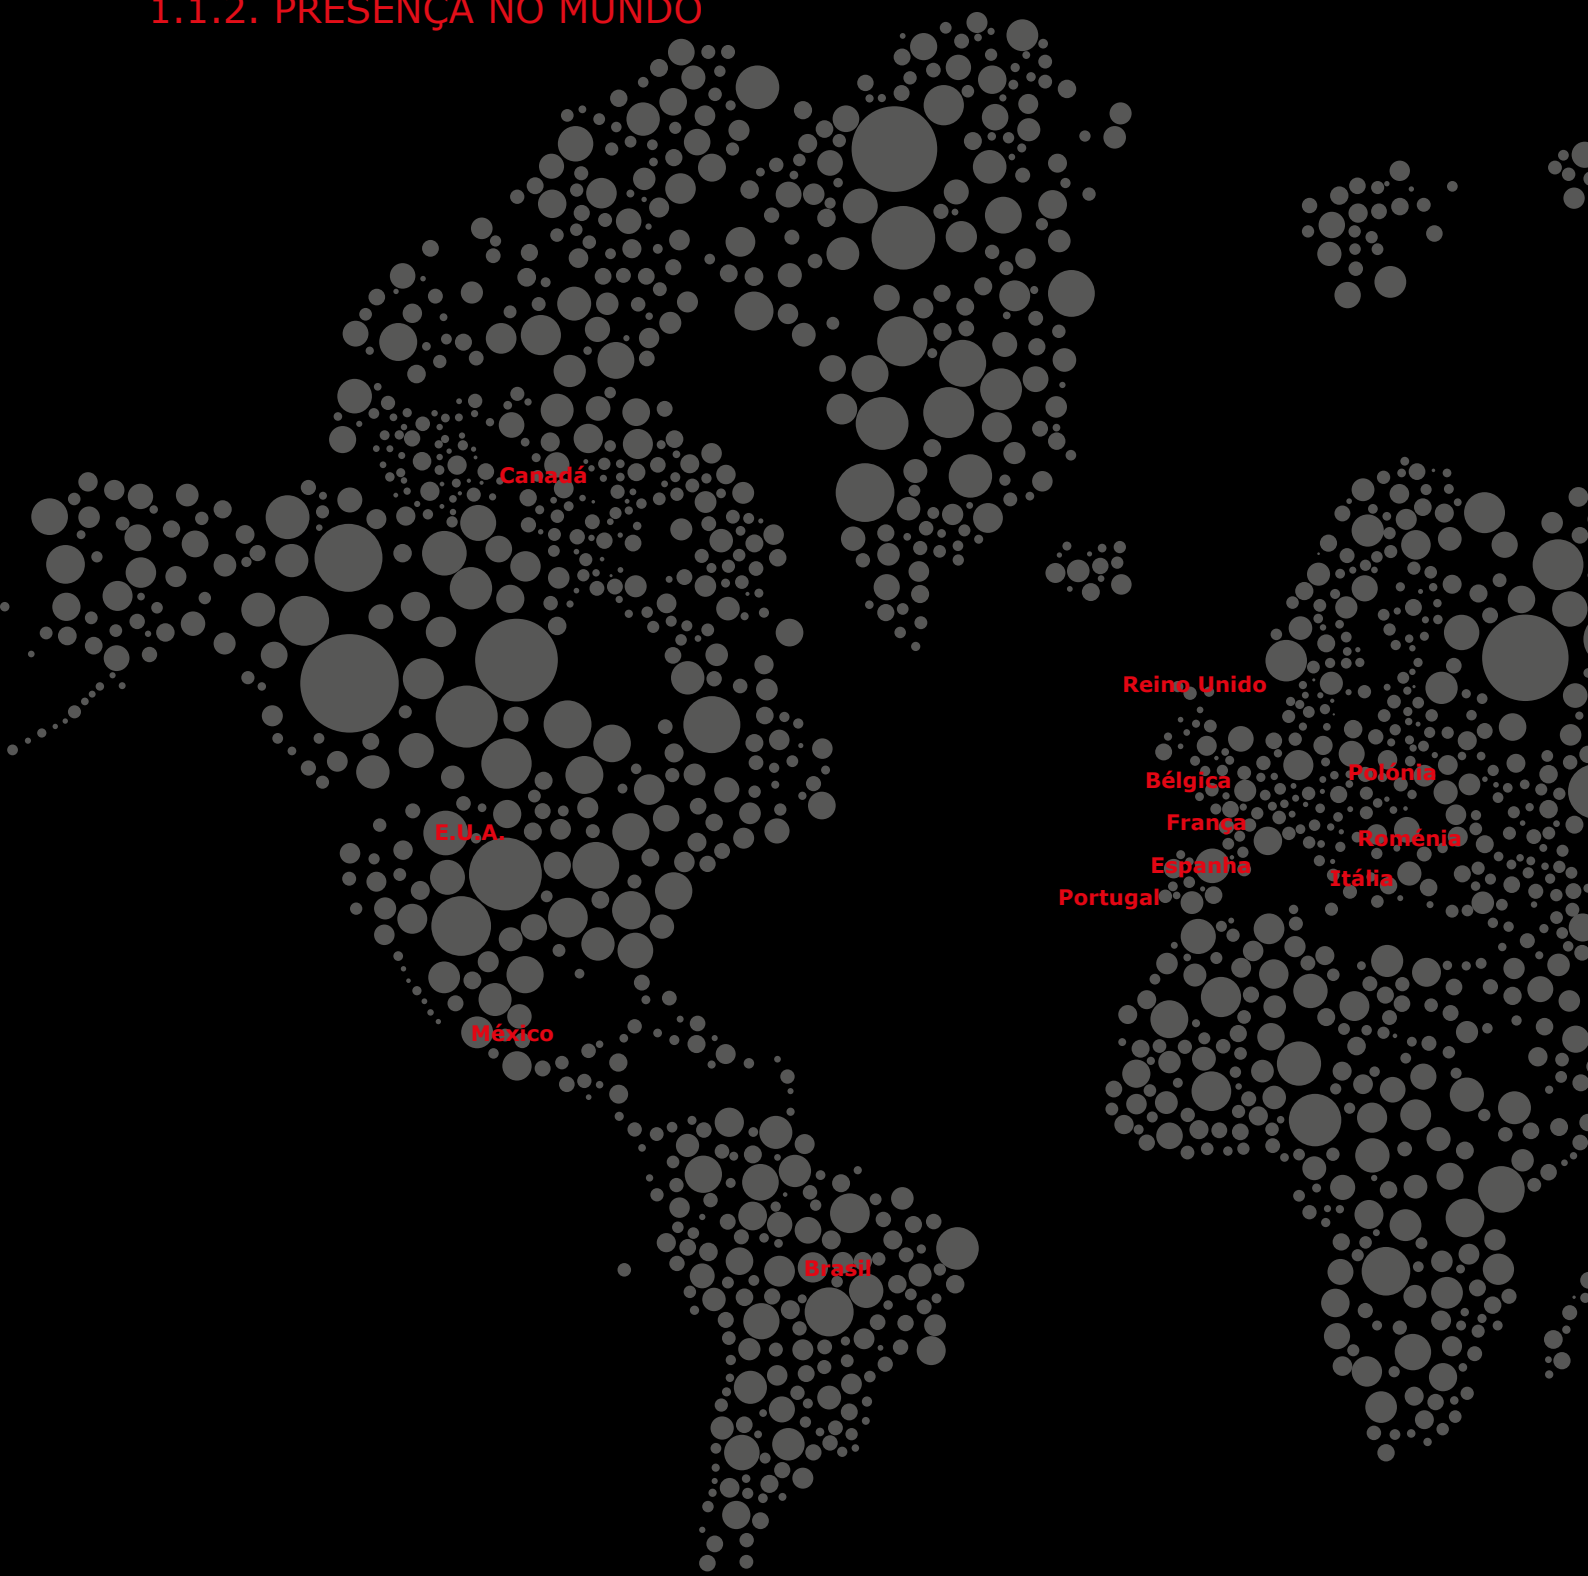 1.1.2. PRESENÇA NO MUNDO
Canadá
Reino Unido
Polónia
Bélgica
França
E.U.A.
Roménia
Espanha
Itália
Portugal
México
Brasil